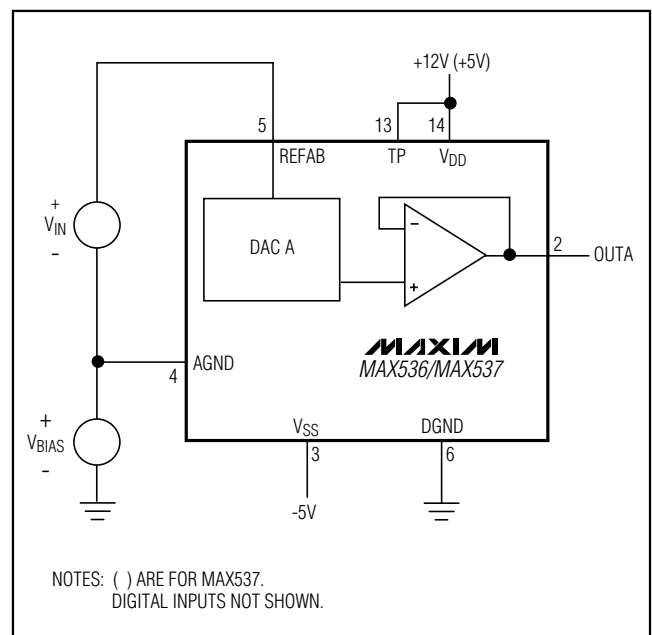 +12V (+5V)
5
13
14
REFAB
TP
VDD
+
VIN
-
DAC A
-
+
2
OUTA
MAXIM
MAX536/MAX537
4
AGND
+
VBIAS
-
VSS
DGND
3
6
-5V
NOTES: ( ) ARE FOR MAX537.
DIGITAL INPUTS NOT SHOWN.